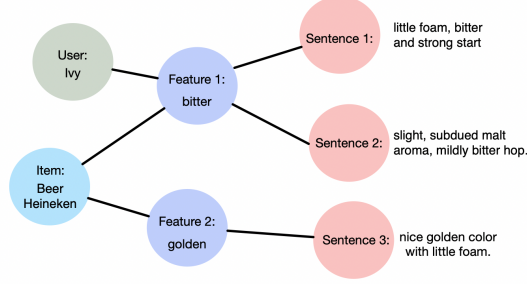 Sentence 1:
little foam, bitter
and strong start
User:
Ivy
Feature 1:
bitter
Sentence 2:
slight, subdued malt
aroma, mildly bitter hop.
Item:
Beer
Heineken
Feature 2:
golden
Sentence 3:
nice golden color
with little foam.